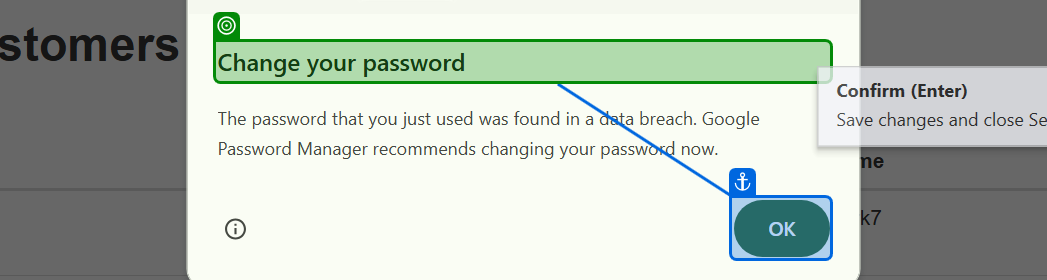 stomers
Change your password
Confirm (Enter)
Save changes and close Se
The password that you just used was found in a data breach. Google
Password Manager recommends changing your password now.
me
k7
OK